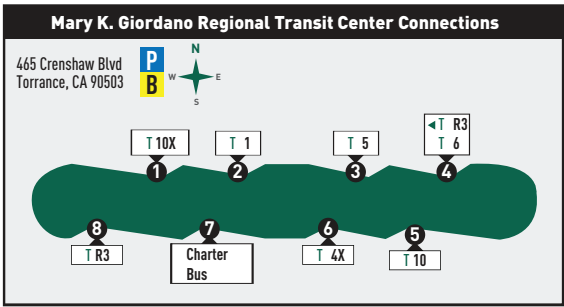 Mary K. Giordano Regional Transit Center Connections
465 Crenshaw Blvd
Torrance, CA 90503
P
B
N
W
E
S
T 10X
T 1
T 5
◄T R3
T 6
1
2
3
4
8
7
6
5
T R3
Charter
Bus
T 4X
T 10